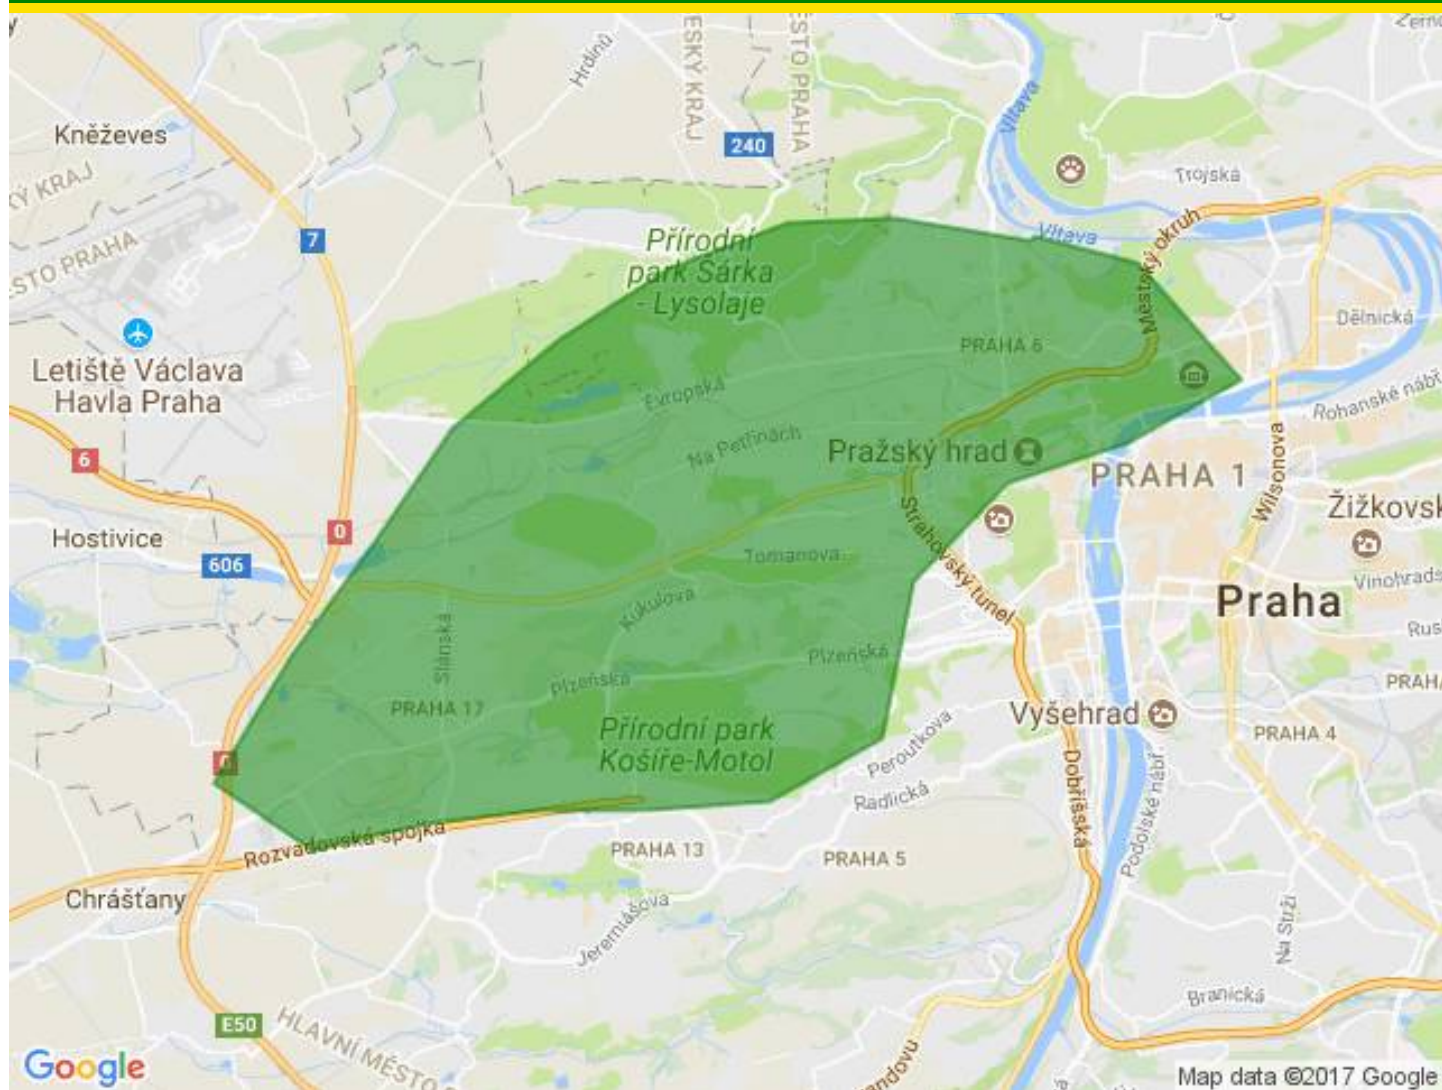 ESKÝ KRAJ
ĚSTO PRAHA
Hrdinů
Vltava
Kněževes
240
Trojská
Ý KRAJ
7
ĚSTO PRAHA
Přírodní
park Šárka
- Lysolaje
Vltava
Městský okruh
Dělnická
PRAHA 6
Letiště Václava
Havla Praha
Evropská
Rohanské nábř
Na Petřinách
Pražský hrad
6
PRAHA 1
Wilsonova
Strahovský tunel
Žižkovsk
0
Hostivice
606
Tomanova
Vinohrads
Kukulova
Praha
Slánská
Rus
Plzeňská
Plzeňská
PRAHA 17
PRAHA
Přírodní park
Košíře-Motol
Vyšehrad
Peroutkova
PRAHA 4
Dobříšská
Podolské nábř.
Radlická
Rozvadovská spojka
PRAHA 13
PRAHA 5
Chrášťany
Jeremiášova
Na Strži
Branická
E50
HLAVNÍ MĚSTO
andovu
Google
Map data ©2017 Google